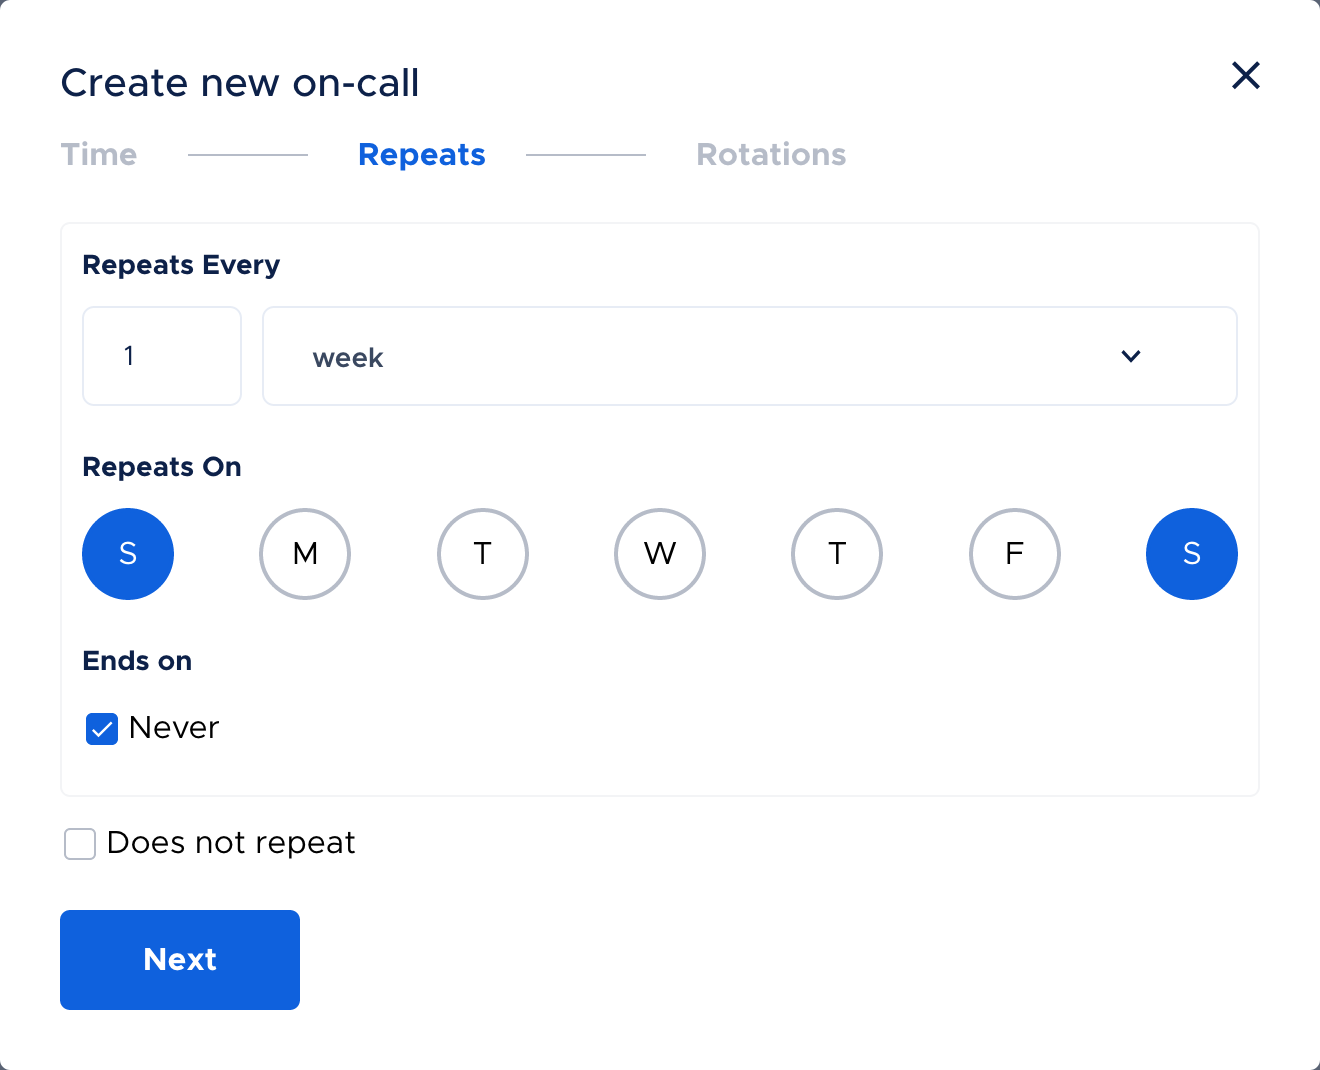 Create new on-call
Time Repeats Rotations
Repeats Every
1 week
Repeats On
S M T W T F S
Ends on
Never
Does not repeat
Next